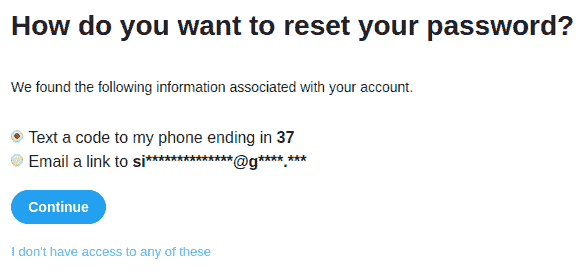 How do you want to reset your password?
We found the following information associated with your account.
Text a code to my phone ending in 37
Email a link to si**************@g****.***
Continue
I don't have access to any of these